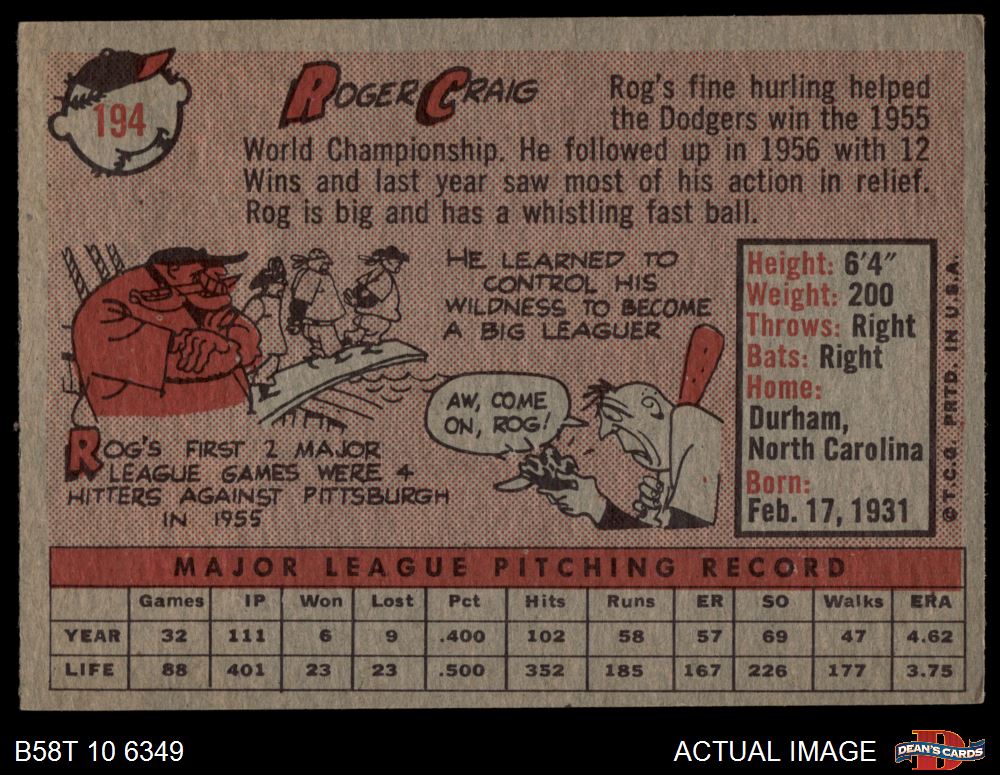 194
ROGER CRAIG
Rog's fine hurling helped
the Dodgers win the 1955
World Championship. He followed up in 1956 with 12
Wins and last year saw most of his action in relief.
Rog is big and has a whistling fast ball.
HE LEARNED TO
CONTROL HIS
WILDNESS TO BECOME
A BIG LEAGUER
AW, COME
ON, ROG!
ROG'S FIRST 2 MAJOR
LEAGUE GAMES WERE 4
HITTERS AGAINST PITTSBURGH
IN 1955
Height: 6'4"
Weight: 200
Throws: Right
Bats: Right
Home:
Durham,
North Carolina
Born:
Feb. 17, 1931
© T.C.G. PRTD. IN U.S.A.
MAJOR LEAGUE PITCHING RECORD
Games IP Won Lost Pct Hits Runs ER SO Walks ERA
YEAR 32 111 6 9 .400 102 58 57 69 47 4.62
LIFE 88 401 23 23 .500 352 185 167 226 177 3.75
B58T 10 6349
ACTUAL IMAGE
DEAN'S CARDS